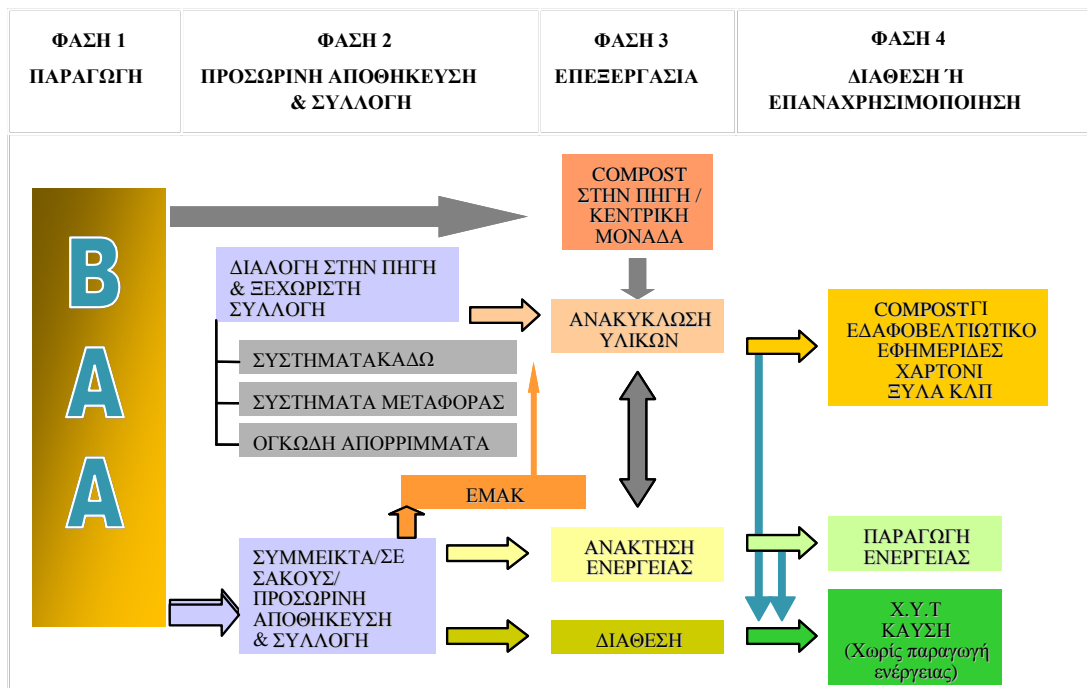 ΦΑΣΗ 1
ΠΑΡΑΓΩΓΗ
ΦΑΣΗ 2
ΠΡΟΣΩΡΙΝΗ ΑΠΟΘΗΚΕΥΣΗ
& ΣΥΛΛΟΓΗ
ΦΑΣΗ 3
ΕΠΕΞΕΡΓΑΣΙΑ
ΦΑΣΗ 4
ΔΙΑΘΕΣΗ Ή
ΕΠΑΝΑΧΡΗΣΙΜΟΠΟΙΗΣΗ
Β
Α
Α
COMPOST
ΣΤΗΝ ΠΗΓΗ /
ΚΕΝΤΡΙΚΗ
ΜΟΝΑΔΑ
ΔΙΑΛΟΓΗ ΣΤΗΝ ΠΗΓΗ
& ΞΕΧΩΡΙΣΤΗ
ΣΥΛΛΟΓΗ
ΣΥΣΤΗΜΑΤΑ ΚΑΔΩ
ΣΥΣΤΗΜΑΤΑ ΜΕΤΑΦΟΡΑΣ
ΟΓΚΩΔΗ ΑΠΟΡΡΙΜΜΑΤΑ
ΑΝΑΚΥΚΛΩΣΗ
ΥΛΙΚΩΝ
COMPOST ΓΙ
ΕΔΑΦΟΒΕΛΤΙΩΤΙΚΟ
ΕΦΗΜΕΡΙΔΕΣ
ΧΑΡΤΟΝΙ
ΞΥΛΑ ΚΛΠ
ΕΜΑΚ
ΣΥΜΜΕΙΚΤΑ/ΣΕ
ΣΑΚΟΥΣ/
ΠΡΟΣΩΡΙΝΗ
ΑΠΟΘΗΚΕΥΣΗ
& ΣΥΛΛΟΓΗ
ΑΝΑΚΤΗΣΗ
ΕΝΕΡΓΕΙΑΣ
ΠΑΡΑΓΩΓΗ
ΕΝΕΡΓΕΙΑΣ
ΔΙΑΘΕΣΗ
Χ.Υ.Τ
ΚΑΥΣΗ
(Χωρίς παραγωγή
ενέργειας)